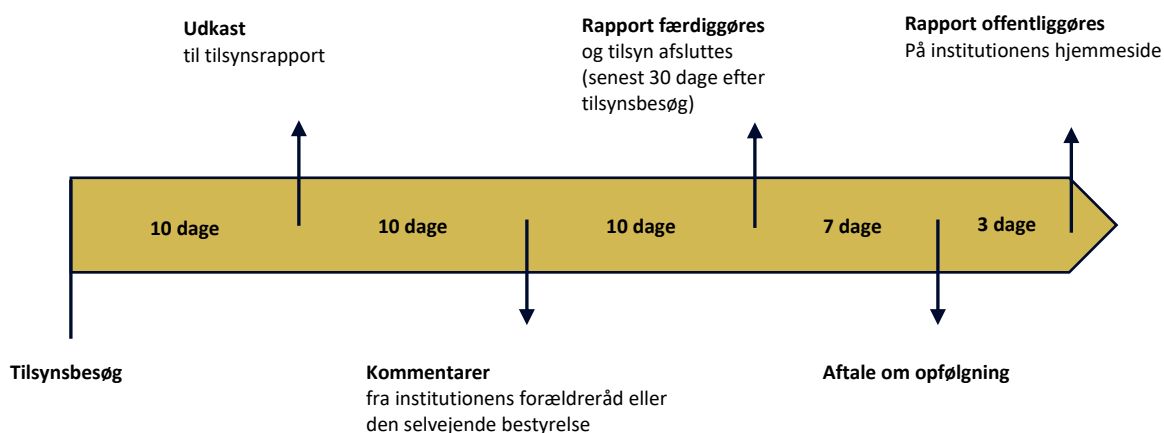 Udkast
til tilsynsrapport
Rapport færdiggøres
og tilsyn afsluttes
(senest 30 dage efter
tilsynsbesøg)
Rapport offentliggøres
På institutionens hjemmeside
10 dage
10 dage
10 dage
7 dage
3 dage
Tilsynsbesøg
Kommentarer
fra institutionens forældreråd eller
den selvejende bestyrelse
Aftale om opfølgning